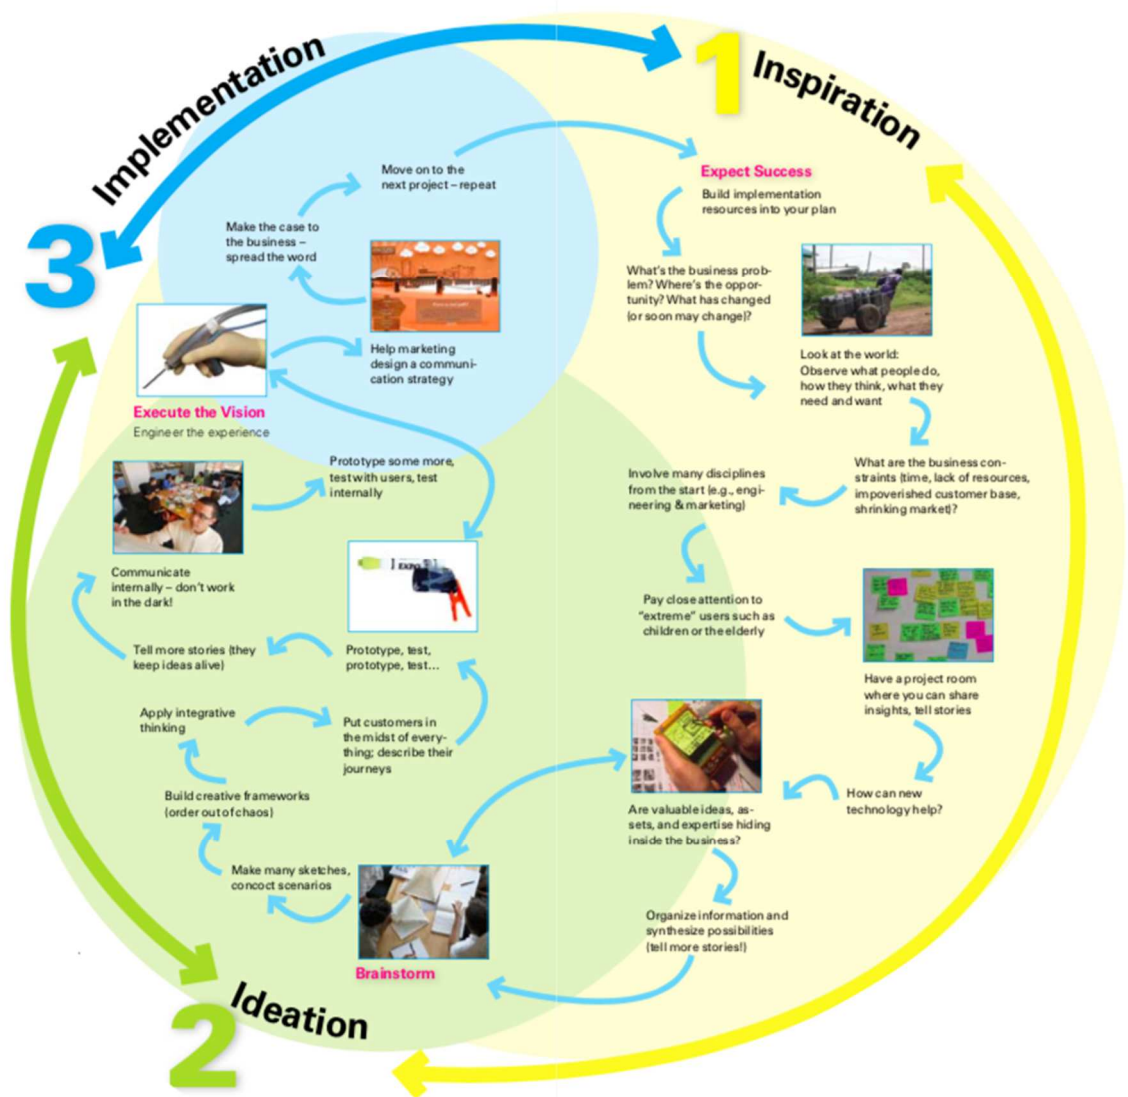 Implementation
1
Inspiration
3
Move on to the
next project – repeat
Make the case to
the business –
spread the word
Help marketing
design a communi-
cation strategy
Execute the Vision
Engineer the experience
Expect Success
Build implementation
resources into your plan
What's the business prob-
lem? Where's the oppor-
tunity? What has changed
(or soon may change)?
Look at the world:
Observe what people do,
how they think, what they
need and want
What are the business con-
straints (time, lack of resources,
impoverished customer base,
shrinking market)?
Involve many disciplines
from the start (e.g., engi-
neering & marketing)
Pay close attention to
"extreme" users such as
children or the elderly
Have a project room
where you can share
insights, tell stories
How can new
technology help?
Are valuable ideas, as-
sets, and expertise hiding
inside the business?
Organize information and
synthesize possibilities
(tell more stories!)
Brainstorm
Make many sketches,
concoct scenarios
Build creative frameworks
(order out of chaos)
Apply integrative
thinking
Put customers in
the midst of every-
thing; describe their
journeys
EXPO
Prototype, test,
prototype, test...
Tell more stories (they
keep ideas alive)
Communicate
internally – don't work
in the dark!
Prototype some more,
test with users, test
internally
2
Ideation